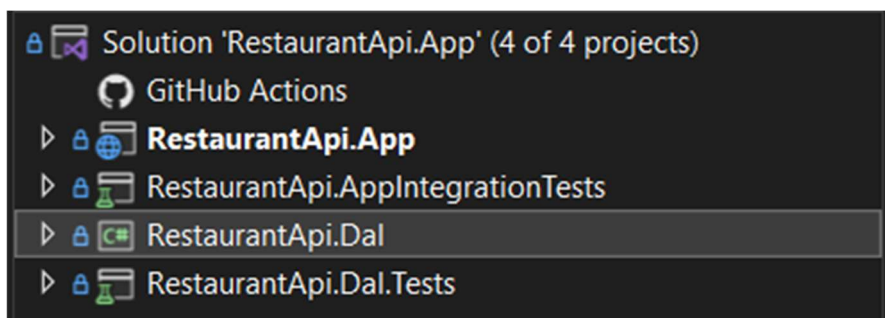 Solution 'RestaurantApi.App' (4 of 4 projects)
GitHub Actions
RestaurantApi.App
RestaurantApi.AppIntegrationTests
C# RestaurantApi.Dal
RestaurantApi.Dal.Tests